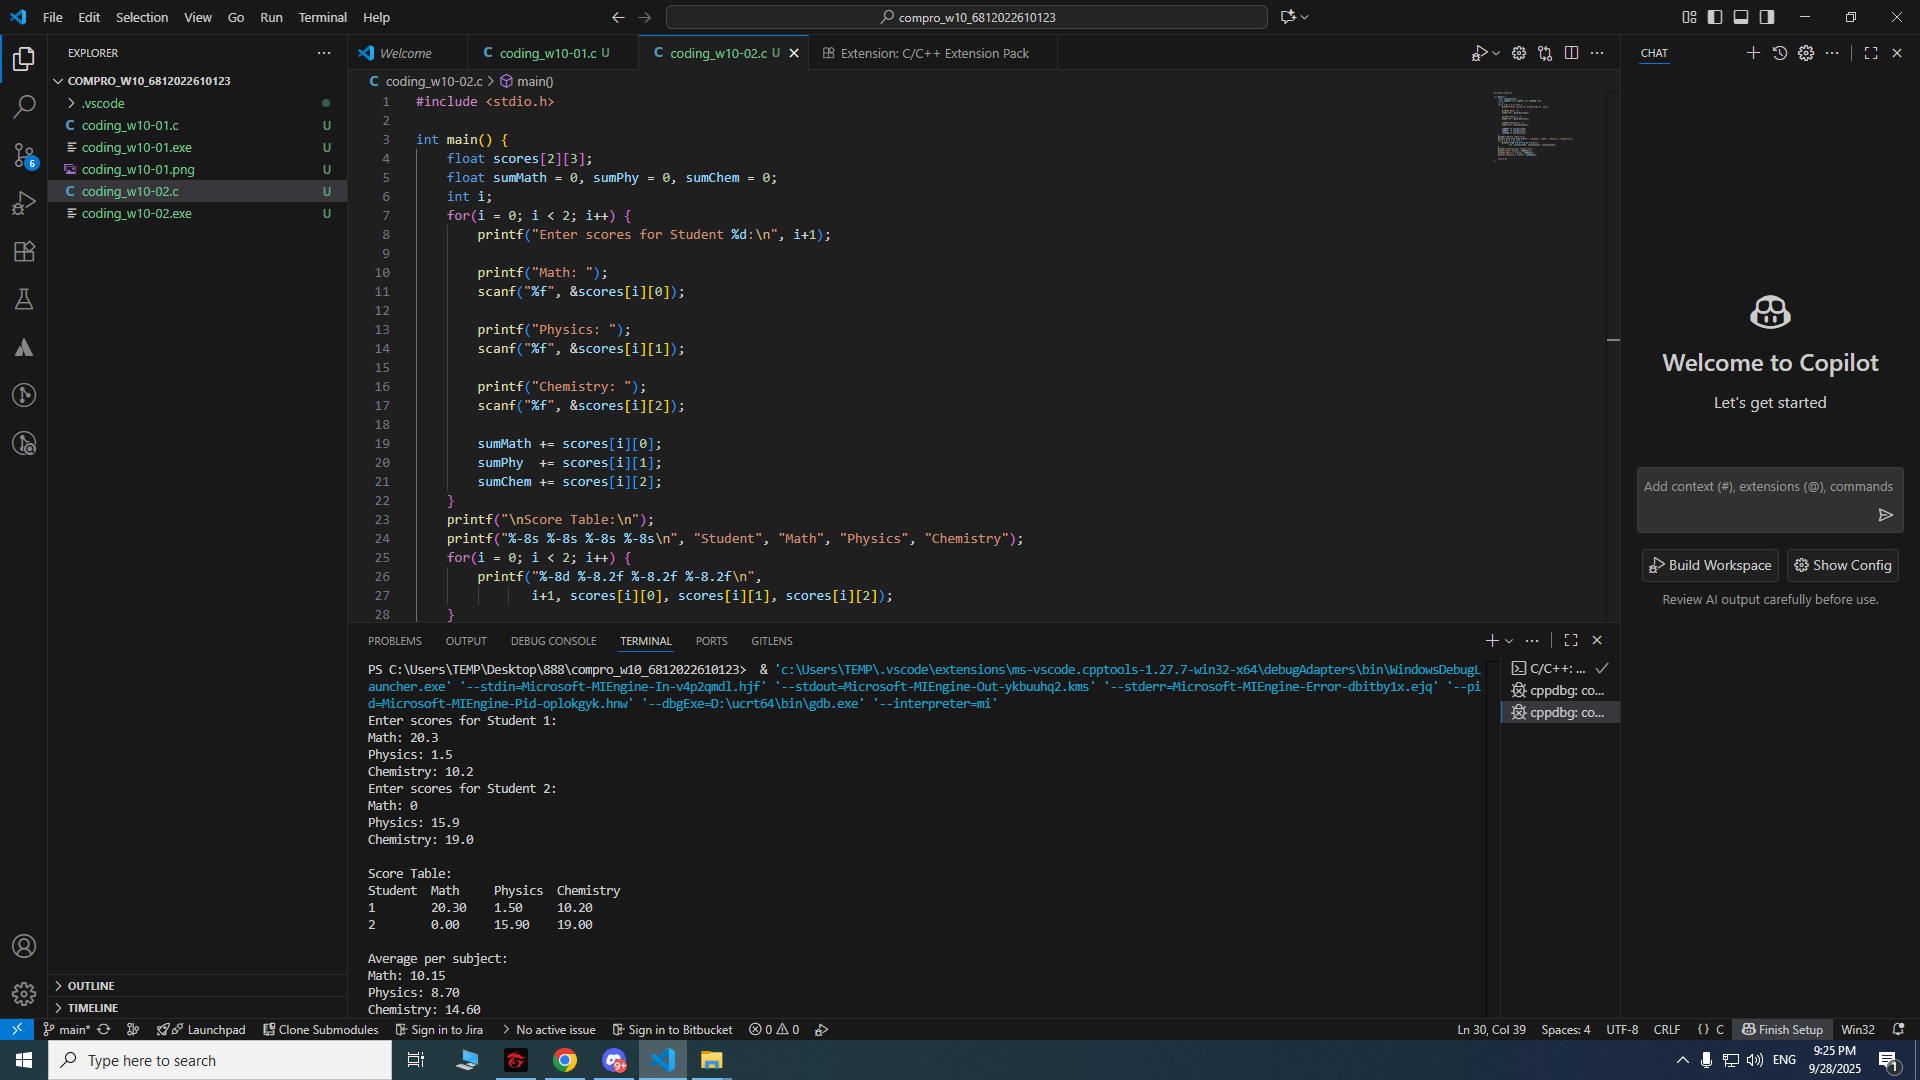 File Edit Selection View Go Run Terminal Help
compro_w10_6812022610123
EXPLORER
COMPRO_W10_6812022610123
.vscode
coding_w10-01.c U
coding_w10-01.exe U
coding_w10-01.png U
coding_w10-02.c U
coding_w10-02.exe U
6
OUTLINE
TIMELINE
Welcome
coding_w10-01.c U
coding_w10-02.c U
Extension: C/C++ Extension Pack
coding_w10-02.c > main()
1 #include <stdio.h>
2
3 int main() {
4 float scores[2][3];
5 float sumMath = 0, sumPhy = 0, sumChem = 0;
6 int i;
7 for(i = 0; i < 2; i++) {
8 printf("Enter scores for Student %d:\n", i+1);
9
10 printf("Math: ");
11 scanf("%f", &scores[i][0]);
12
13 printf("Physics: ");
14 scanf("%f", &scores[i][1]);
15
16 printf("Chemistry: ");
17 scanf("%f", &scores[i][2]);
18
19 sumMath += scores[i][0];
20 sumPhy  += scores[i][1];
21 sumChem += scores[i][2];
22 }
23 printf("\nScore Table:\n");
24 printf("%-8s %-8s %-8s %-8s\n", "Student", "Math", "Physics", "Chemistry");
25 for(i = 0; i < 2; i++) {
26 printf("%-8d %-8.2f %-8.2f %-8.2f\n",
27 i+1, scores[i][0], scores[i][1], scores[i][2]);
28 }
PROBLEMS OUTPUT DEBUG CONSOLE TERMINAL PORTS GITLENS
PS C:\Users\TEMP\Desktop\888\compro_w10_6812022610123>  & 'c:\Users\TEMP\.vscode\extensions\ms-vscode.cpptools-1.27.7-win32-x64\debugAdapters\bin\WindowsDebugL
auncher.exe' '--stdin=Microsoft-MIEngine-In-v4p2qmdl.hjf' '--stdout=Microsoft-MIEngine-Out-ykbuuhq2.kms' '--stderr=Microsoft-MIEngine-Error-dbitby1x.ejq' '--pi
d=Microsoft-MIEngine-Pid-oplokgyk.hnw' '--dbgExe=D:\ucrt64\bin\gdb.exe' '--interpreter=mi'
Enter scores for Student 1:
Math: 20.3
Physics: 1.5
Chemistry: 10.2
Enter scores for Student 2:
Math: 0
Physics: 15.9
Chemistry: 19.0
Score Table:
Student  Math     Physics  Chemistry
1        20.30    1.50     10.20
2        0.00     15.90    19.00
Average per subject:
Math: 10.15
Physics: 8.70
Chemistry: 14.60
C/C++: ...
cppdbg: co...
cppdbg: co...
CHAT
Welcome to Copilot
Let's get started
Add context (#), extensions (@), commands
Build Workspace
Show Config
Review AI output carefully before use.
main* Launchpad Clone Submodules Sign in to Jira No active issue Sign in to Bitbucket 0 0
Ln 30, Col 39 Spaces: 4 UTF-8 CRLF { } C Finish Setup Win32
Type here to search
9+
ENG
9:25 PM
9/28/2025
1